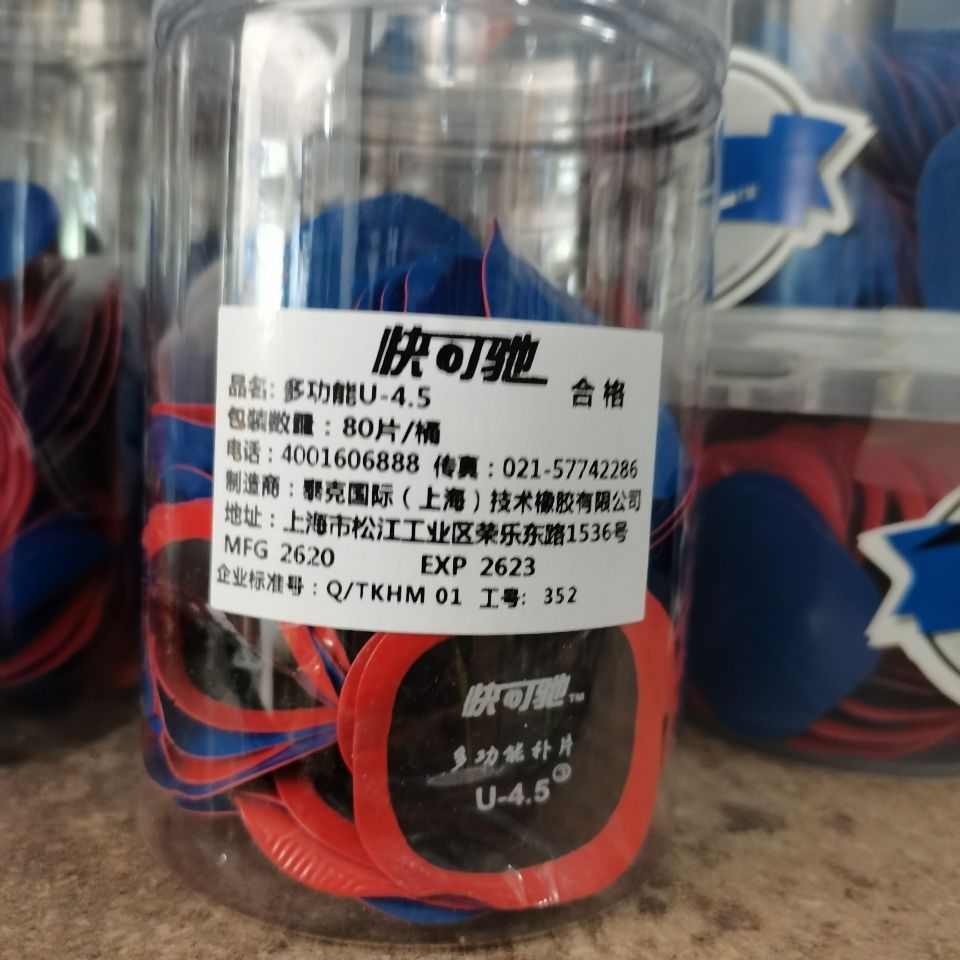 快可驰
品名: 多功能U-4.5 合格
包装数量：80片/桶
电话：4001606888 传真：021-57742286
制造商：泰克国际（上海）技术橡胶有限公司
地址：上海市松江工业区荣乐东路1536号
MFG 2620 EXP 2623
企业标准号：Q/TKHM 01 工号: 352
快可驰™
多功能补片
U-4.5③